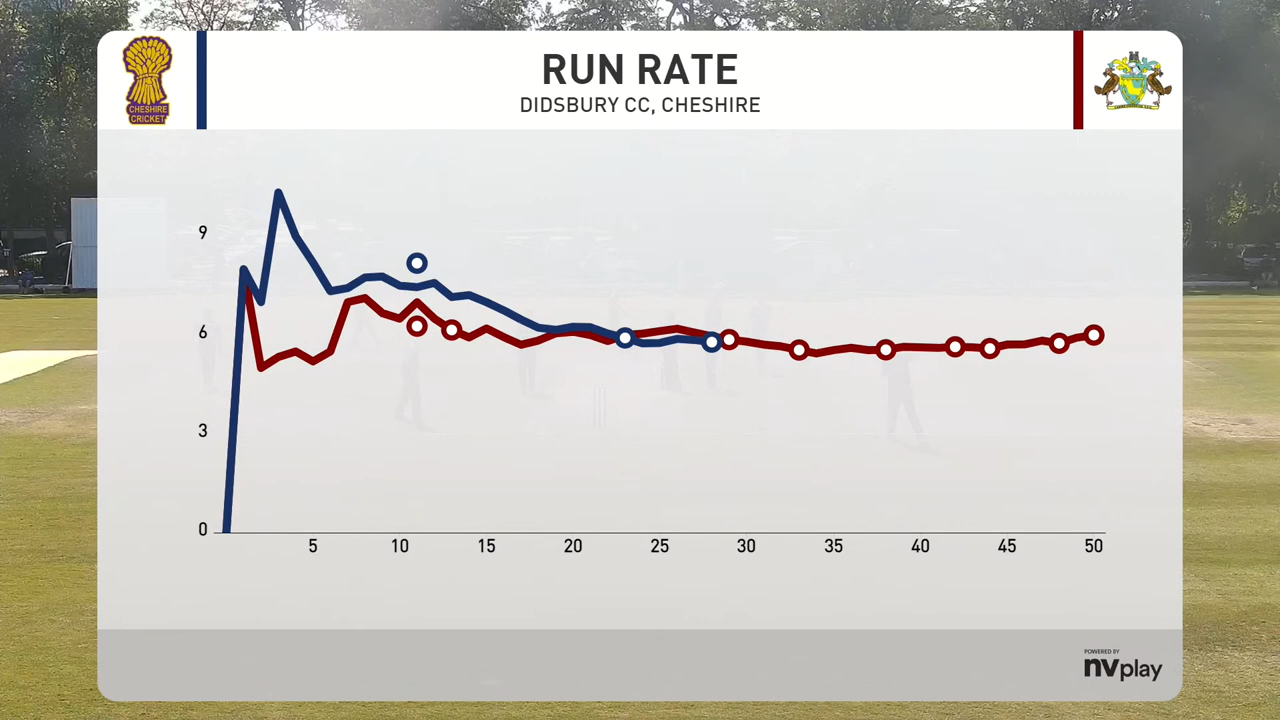 RUN RATE
DIDSBURY CC, CHESHIRE
CHESHIRE
CRICKET
9
6
3
0
5 10 15 20 25 30 35 40 45 50
POWERED BY
nvplay